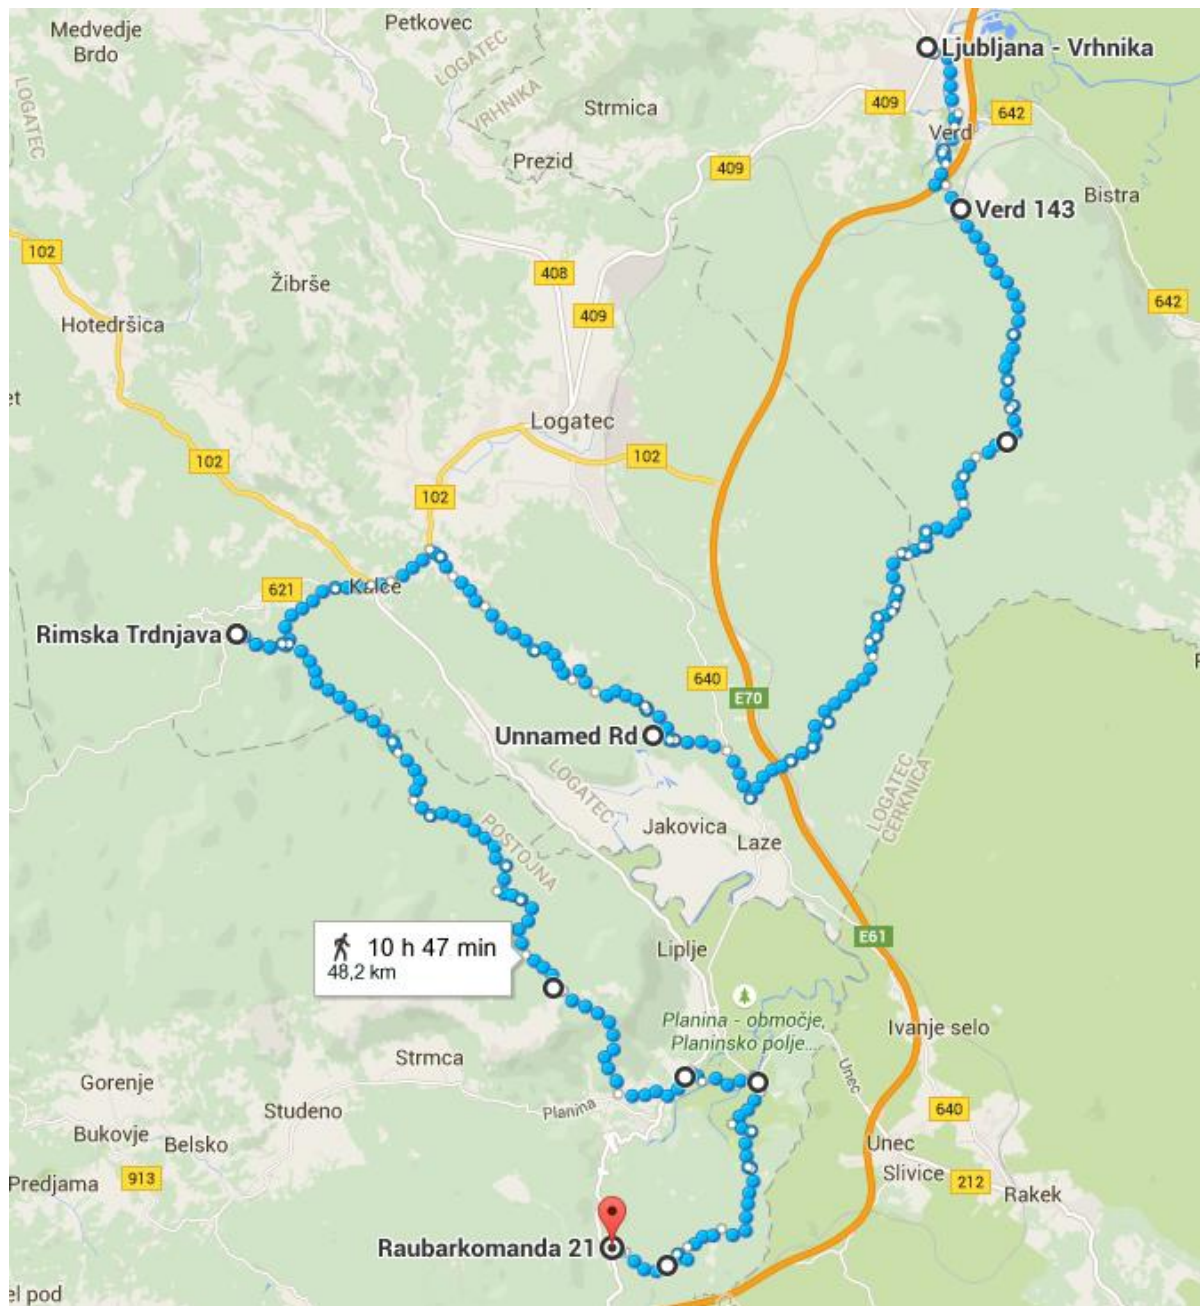 Medvedje
Brdo
Petkovec
LOGATEC
VRHNIKA
LOGATEC
Ljubljana - Vrhnika
Strmica
409
Verd
642
Prezid
409
Verd 143
Bistra
102
Žibrše
408
409
642
Hotedršica
et
Logatec
102
102
102
621
Kalce
Rimska Trdnjava
640
E70
Unnamed Rd
LOGATEC
LOGATEC
CERKNICA
Jakovica
Laze
POSTOJNA
10 h 47 min
48,2 km
Liplje
E61
Planina - območje,
Planinsko polje....
Ivanje selo
Strmca
Unec
Gorenje
Studeno
Planina
640
Bukovje
Belsko
Unec
Slivice
212
Rakek
Predjama
913
Raubarkomanda 21
el pod